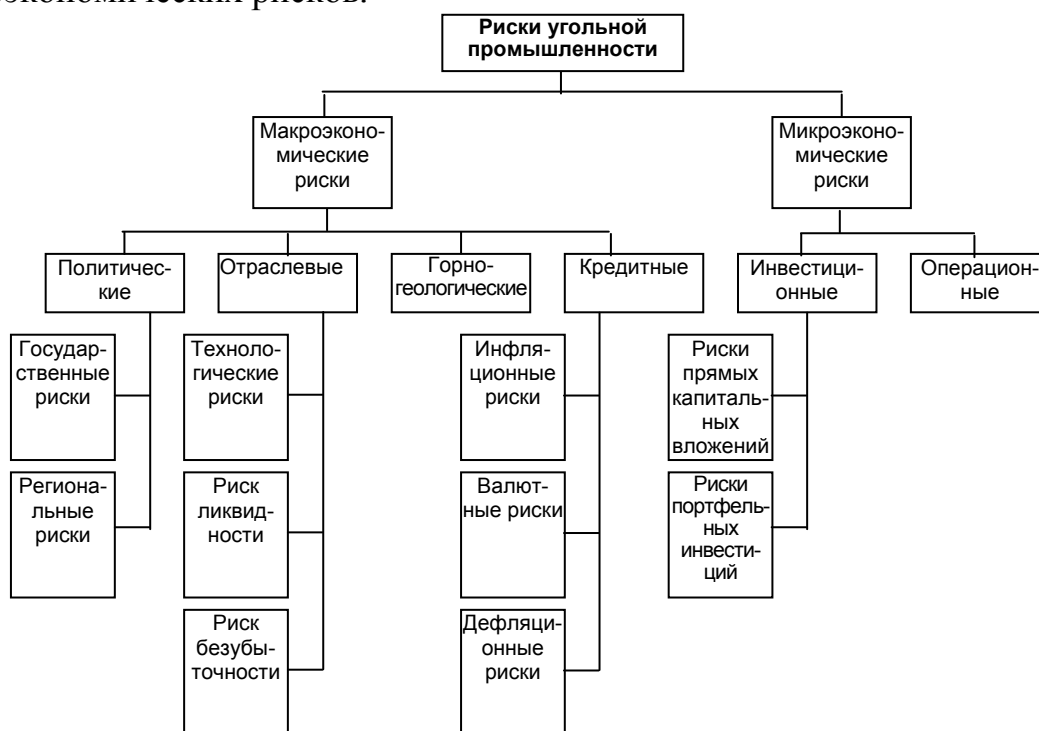 экономических рисков.
Риски угольной
промышленности
Макроэконо-
мические
риски
Микроэконо-
мические
риски
Политичес-
кие
Отраслевые
Горно-
геологические
Кредитные
Инвестици-
онные
Операцион-
ные
Государ-
ственные
риски
Техноло-
гические
риски
Инфля-
ционные
риски
Риски
прямых
капиталь-
ных
вложений
Региона-
льные
риски
Риск
ликвид-
ности
Валют-
ные риски
Риски
портфель-
ных
инвести-
ций
Риск
безубы-
точности
Дефляци-
онные
риски